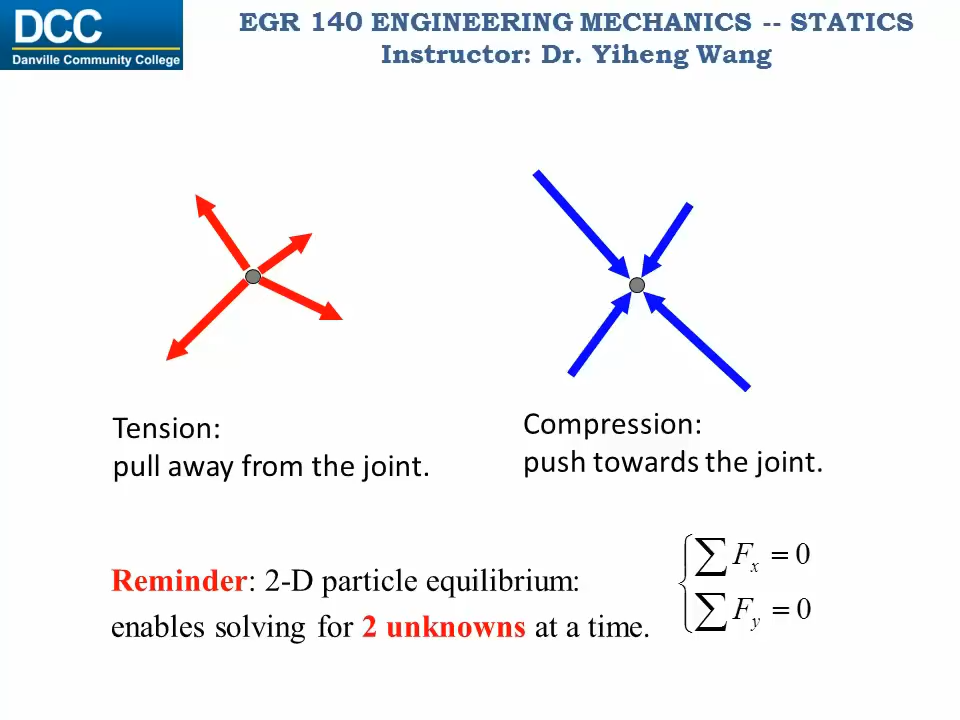 DCC
Danville Community College
EGR 140 ENGINEERING MECHANICS -- STATICS
Instructor: Dr. Yiheng Wang
Tension:
pull away from the joint.
Compression:
push towards the joint.
Reminder: 2-D particle equilibrium:
enables solving for 2 unknowns at a time.
∑ Fx = 0
∑ Fy = 0